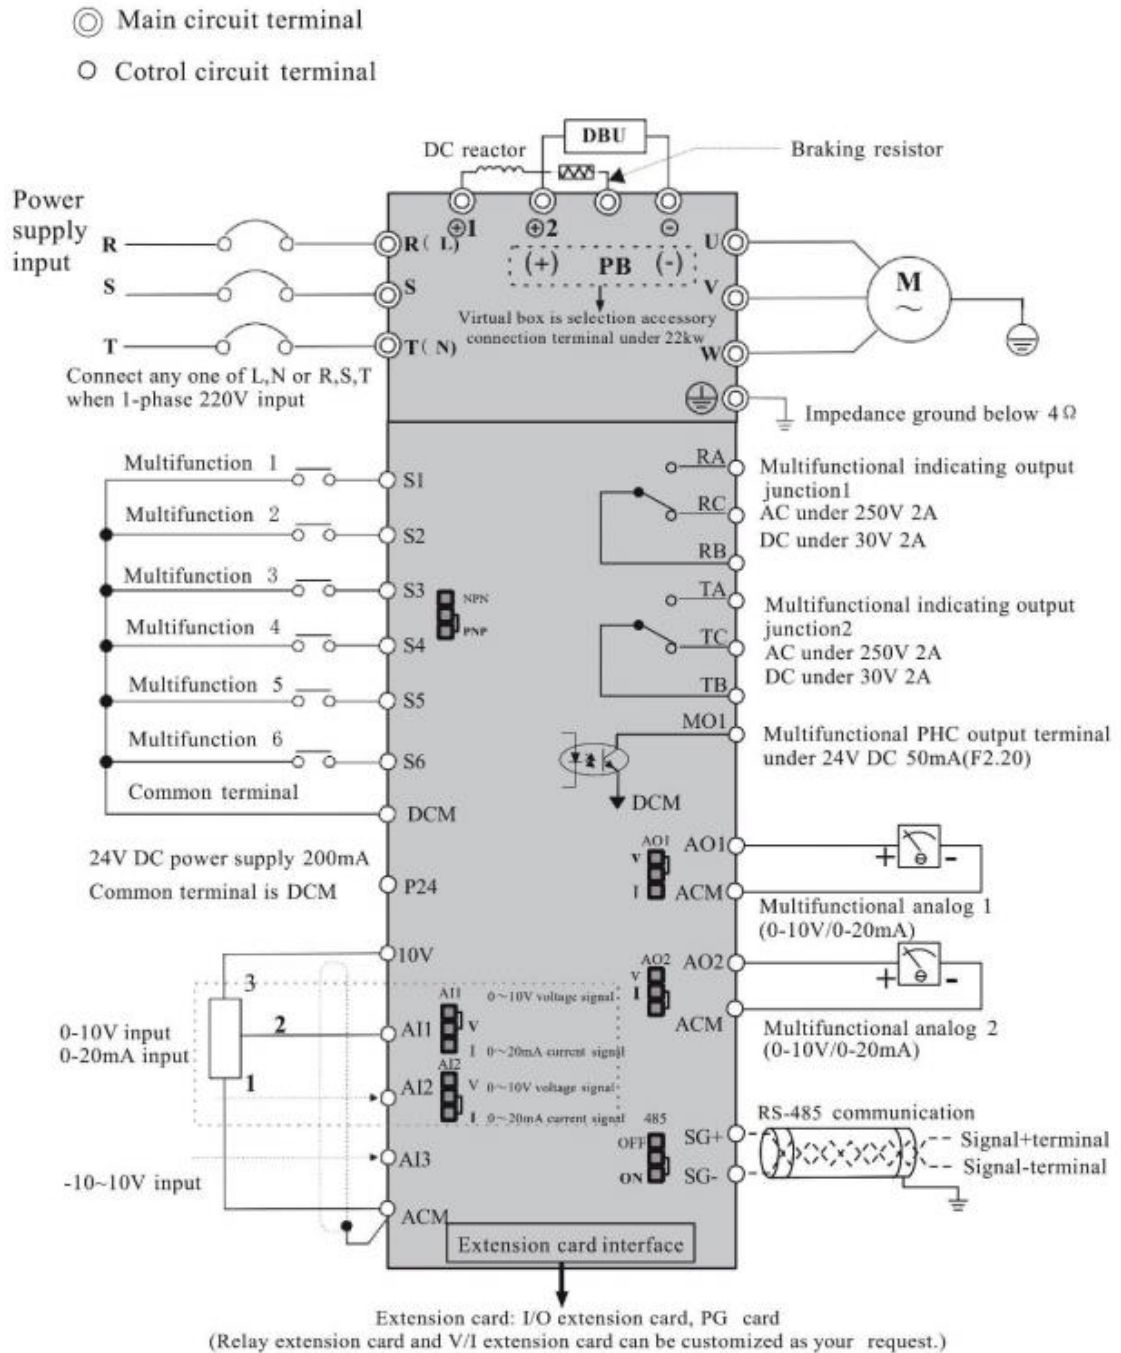 Main circuit terminal
Cotrol circuit terminal
DBU
DC reactor
Braking resistor
Power
supply
input
R
S
T
⊕1
⊕2
⊖
R( L)
S
T( N)
(+) PB (-)
Virtual box is selection accessory
connection terminal under 22kw
U
V
W
M
~
Connect any one of L,N or R,S,T
when 1-phase 220V input
Impedance ground below 4Ω
Multifunction 1
S1
Multifunction 2
S2
Multifunction 3
S3
Multifunction 4
S4
Multifunction 5
S5
Multifunction 6
S6
Common terminal
DCM
NPN
PNP
RA
RC
RB
Multifunctional indicating output
junction1
AC under 250V 2A
DC under 30V 2A
TA
TC
TB
Multifunctional indicating output
junction2
AC under 250V 2A
DC under 30V 2A
MO1
DCM
Multifunctional PHC output terminal
under 24V DC 50mA(F2.20)
24V DC power supply 200mA
Common terminal is DCM
P24
AO1
V
I
AO1
ACM
+ -
Multifunctional analog 1
(0-10V/0-20mA)
AO2
V
I
AO2
ACM
+ -
Multifunctional analog 2
(0-10V/0-20mA)
10V
3
2
1
0-10V input
0-20mA input
AI1
AI1
V
I
0~10V voltage signal
0~20mA current signal
AI2
AI2
V
I
0~10V voltage signal
0~20mA current signal
AI3
-10~10V input
ACM
485
OFF
ON
SG+
SG-
RS-485 communication
Signal+terminal
Signal-terminal
Extension card interface
Extension card: I/O extension card, PG card
(Relay extension card and V/I extension card can be customized as your request.)